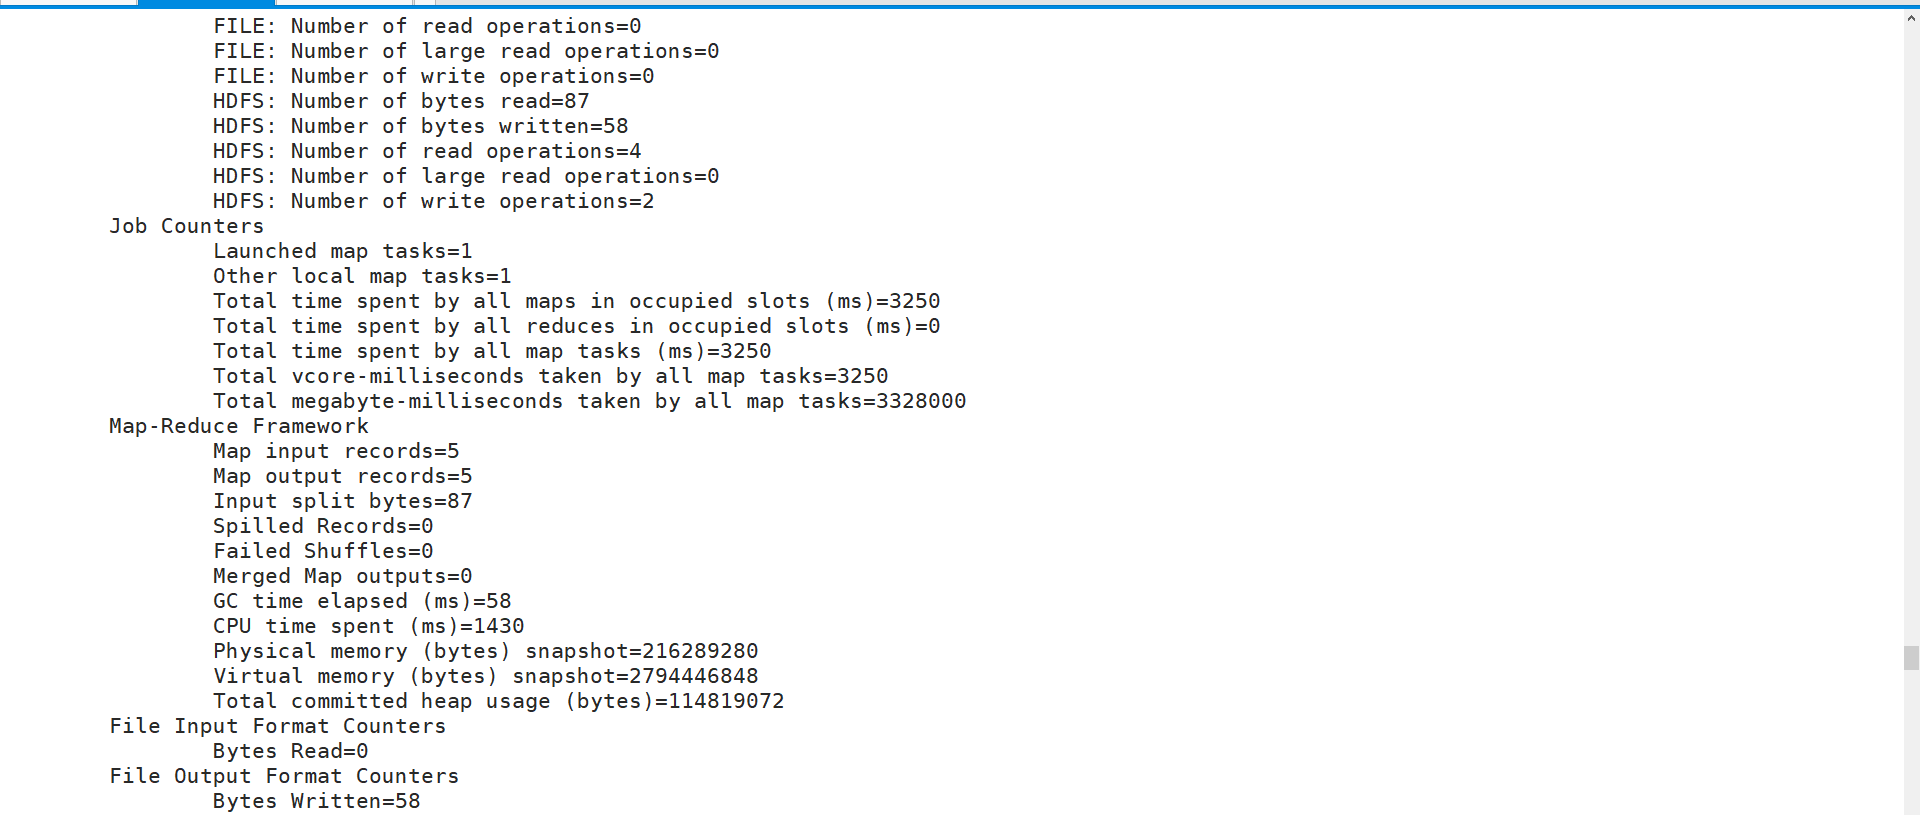 FILE: Number of read operations=0
FILE: Number of large read operations=0
FILE: Number of write operations=0
HDFS: Number of bytes read=87
HDFS: Number of bytes written=58
HDFS: Number of read operations=4
HDFS: Number of large read operations=0
HDFS: Number of write operations=2
Job Counters
Launched map tasks=1
Other local map tasks=1
Total time spent by all maps in occupied slots (ms)=3250
Total time spent by all reduces in occupied slots (ms)=0
Total time spent by all map tasks (ms)=3250
Total vcore-milliseconds taken by all map tasks=3250
Total megabyte-milliseconds taken by all map tasks=3328000
Map-Reduce Framework
Map input records=5
Map output records=5
Input split bytes=87
Spilled Records=0
Failed Shuffles=0
Merged Map outputs=0
GC time elapsed (ms)=58
CPU time spent (ms)=1430
Physical memory (bytes) snapshot=216289280
Virtual memory (bytes) snapshot=2794446848
Total committed heap usage (bytes)=114819072
File Input Format Counters
Bytes Read=0
File Output Format Counters
Bytes Written=58